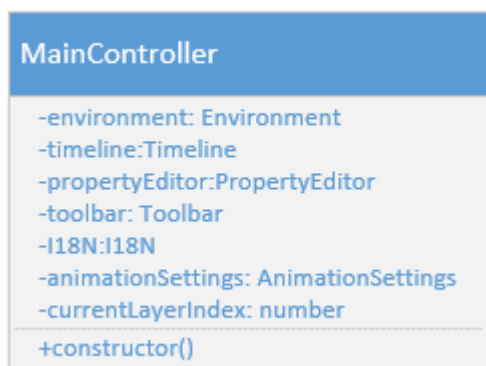 MainController
-environment: Environment
-timeline:Timeline
-propertyEditor:PropertyEditor
-toolbar: Toolbar
-I18N:I18N
-animationSettings: AnimationSettings
-currentLayerIndex: number
+constructor()